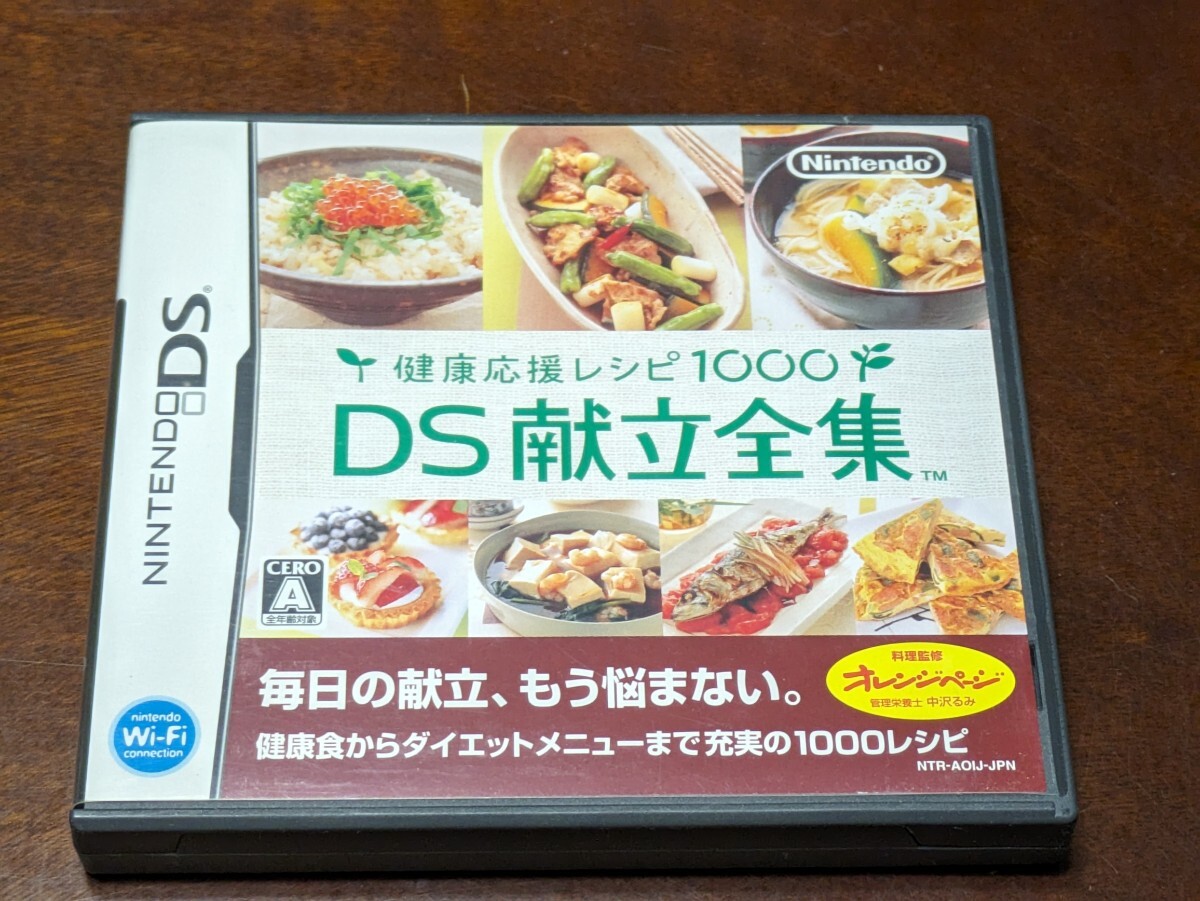 NINTENDO DS®
Nintendo®
健康応援レシピ1000
DS 献立全集™
CERO
A
全年齢対象
毎日の献立、もう悩まない。
料理監修
オレンジページ
管理栄養士 中沢るみ
健康食からダイエットメニューまで充実の1000レシピ
NTR-AOIJ-JPN
nintendo
Wi-Fi
connection